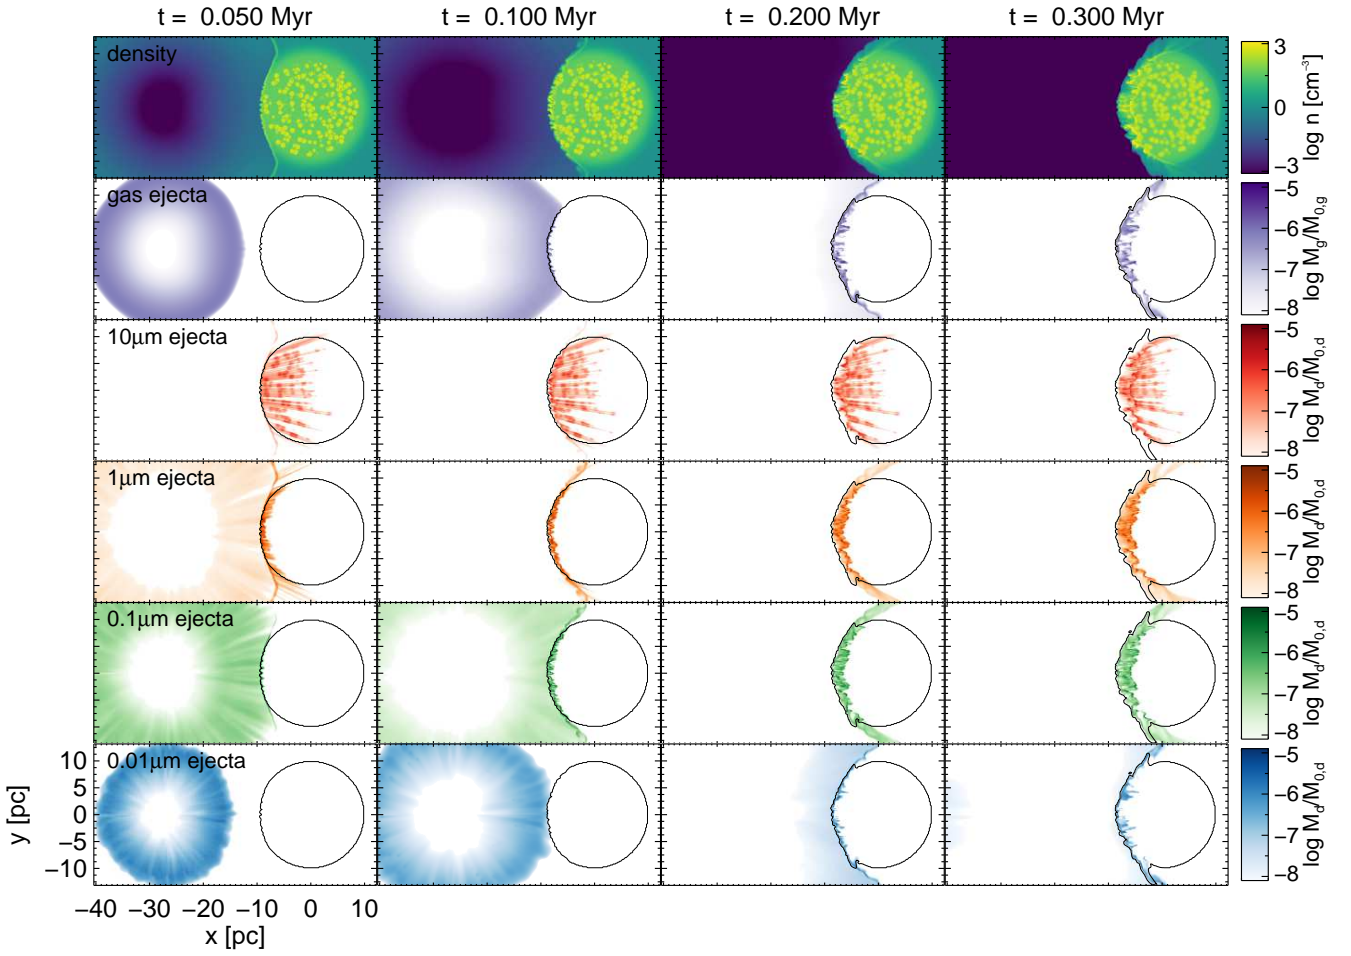 t = 0.050 Myr t = 0.100 Myr t = 0.200 Myr t = 0.300 Myr
density
3
0
−3
log n [cm⁻³]
gas ejecta
−5
−6
−7
−8
log M_g/M_0,g
10μm ejecta
−5
−6
−7
−8
log M_d/M_0,d
1μm ejecta
−5
−6
−7
−8
log M_d/M_0,d
0.1μm ejecta
−5
−6
−7
−8
log M_d/M_0,d
0.01μm ejecta
−5
−6
−7
−8
log M_d/M_0,d
10
5
0
−5
−10
y [pc]
−40 −30 −20 −10 0 10
x [pc]